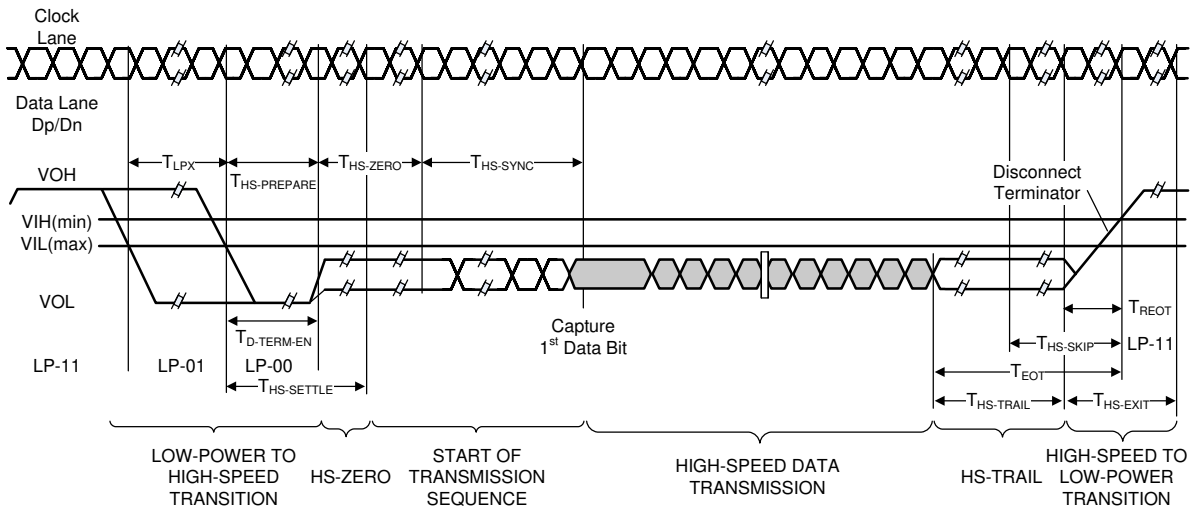 Clock
Lane
Data Lane
Dp/Dn
TLPX
THS-PREPARE
THS-ZERO
THS-SYNC
VOH
VIH(min)
VIL(max)
VOL
Disconnect
Terminator
TD-TERM-EN
Capture
1st Data Bit
TREOT
THS-SKIP
LP-11
LP-11
LP-01
LP-00
TEOT
THS-SETTLE
THS-TRAIL
THS-EXIT
LOW-POWER TO
HIGH-SPEED
TRANSITION
HS-ZERO
START OF
TRANSMISSION
SEQUENCE
HIGH-SPEED DATA
TRANSMISSION
HS-TRAIL
HIGH-SPEED TO
LOW-POWER
TRANSITION